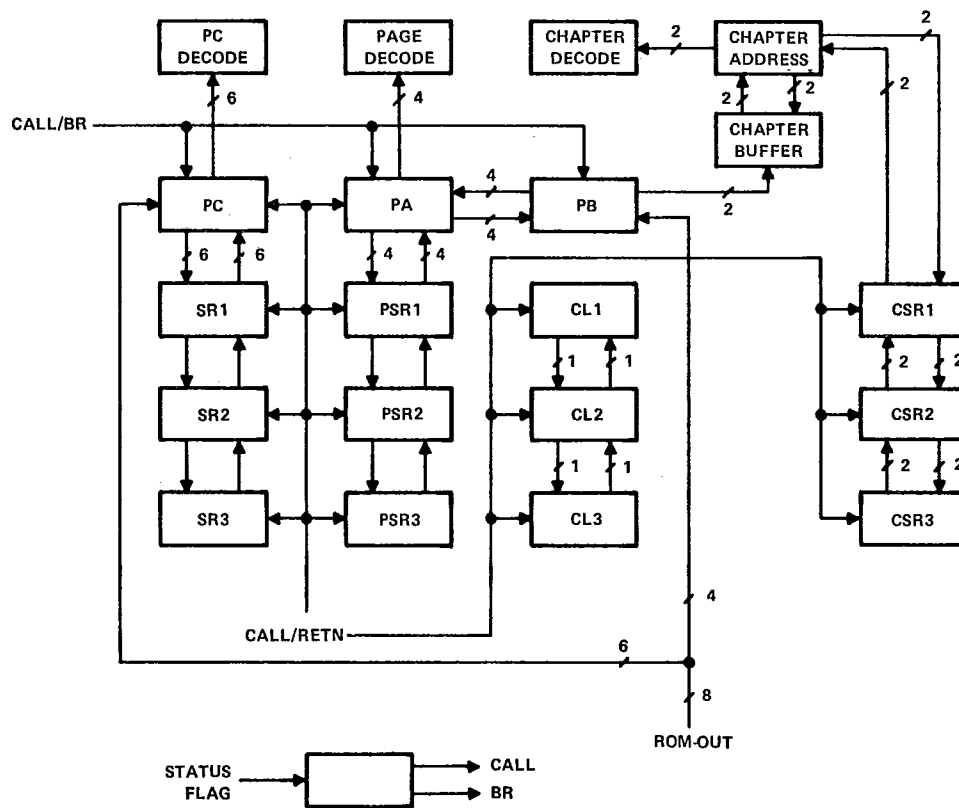 PC
DECODE
PAGE
DECODE
CHAPTER
DECODE
2
CHAPTER
ADDRESS
2
6
4
2
2
2
CALL/BR
CHAPTER
BUFFER
PC
PA
4
4
PB
2
6
6
4
4
SR1
PSR1
CL1
CSR1
1
1
2
2
SR2
PSR2
CL2
CSR2
1
1
2
2
SR3
PSR3
CL3
CSR3
4
CALL/RETN
6
8
ROM-OUT
STATUS
FLAG
CALL
BR